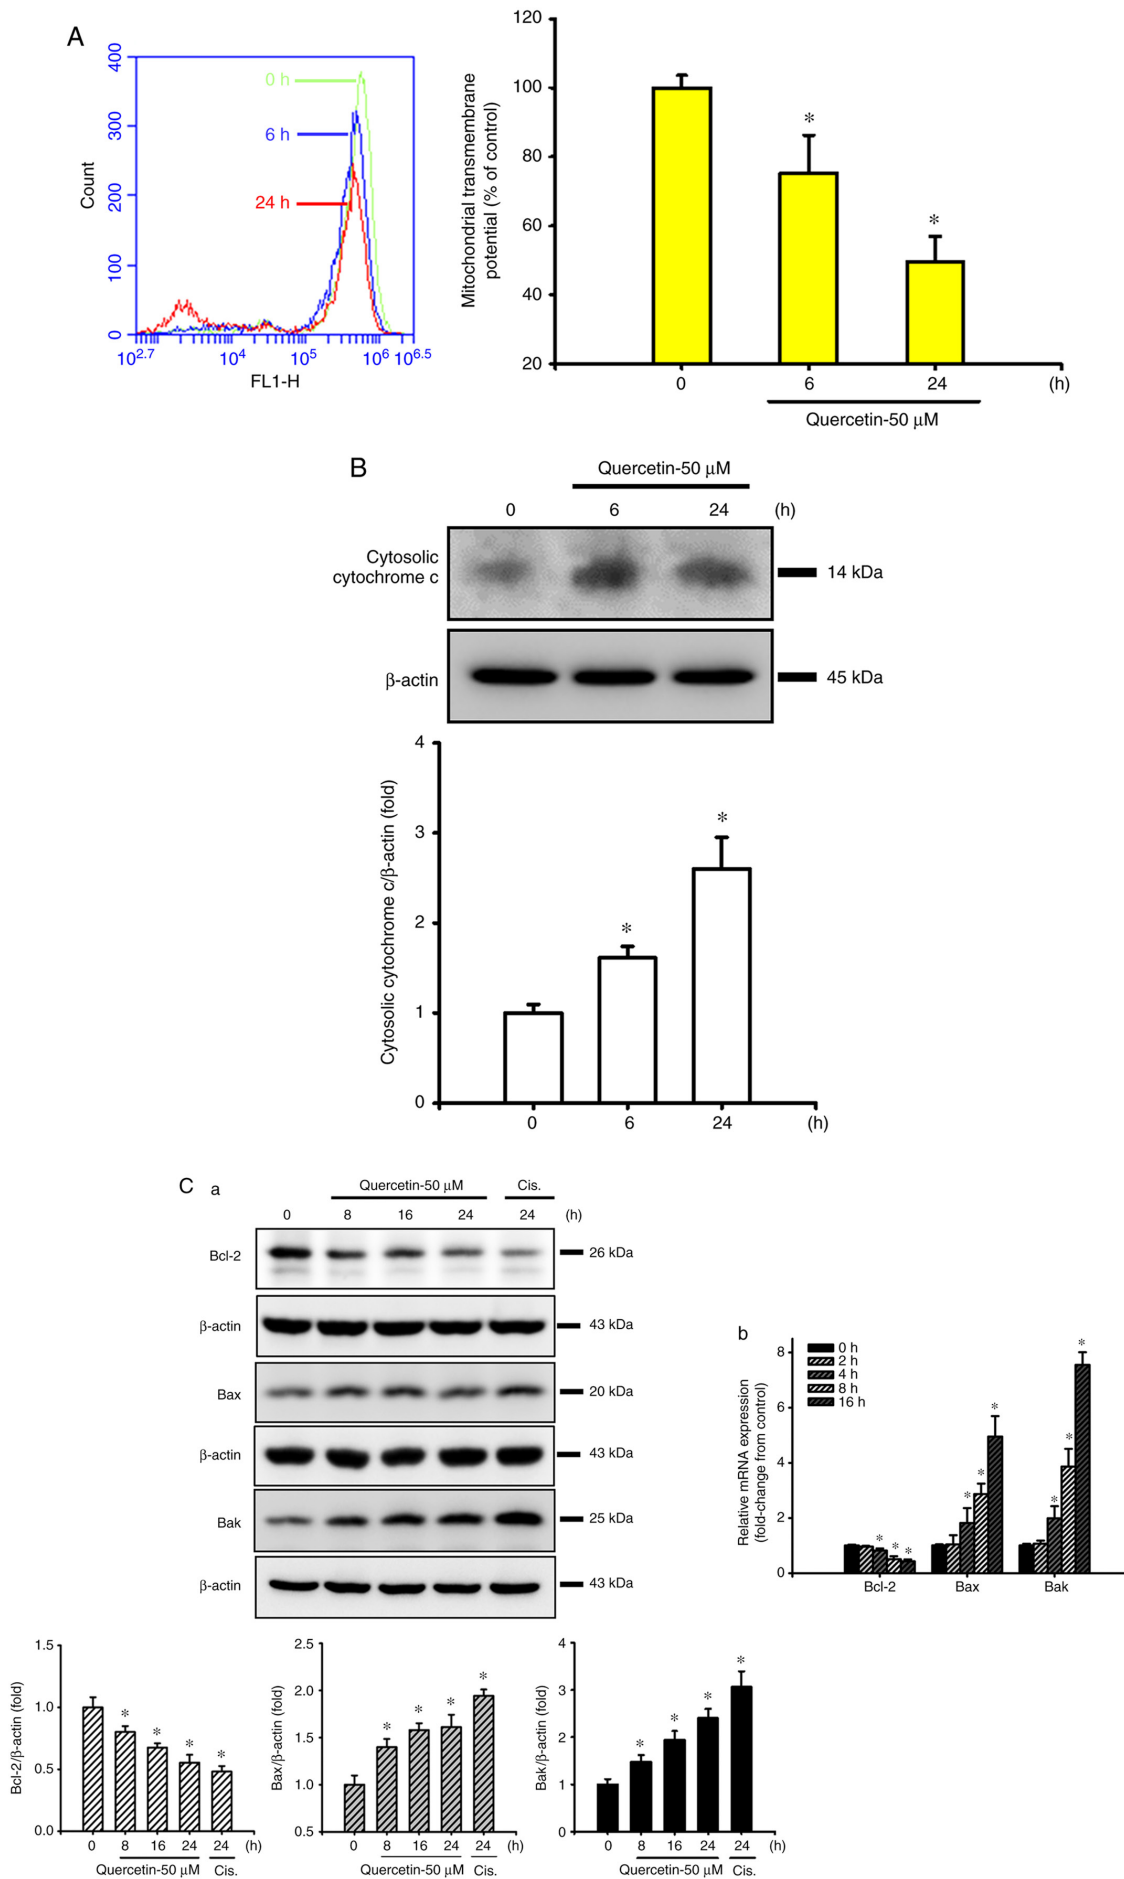 A
400
300
200
100
0
Count
0 h
6 h
24 h
10^2.7 10^4 10^5 10^6 10^6.5
FL1-H
120
100
80
60
40
20
Mitochondrial transmembrane
potential (% of control)
*
*
0 6 24 (h)
Quercetin-50 μM
B
Quercetin-50 μM
0 6 24 (h)
Cytosolic
cytochrome c
14 kDa
β-actin
45 kDa
4
3
2
1
0
Cytosolic cytochrome c/β-actin (fold)
*
*
0 6 24 (h)
C a
Quercetin-50 μM Cis.
0 8 16 24 24 (h)
Bcl-2 26 kDa
β-actin 43 kDa
Bax 20 kDa
β-actin 43 kDa
Bak 25 kDa
β-actin 43 kDa
b
8
6
4
2
0
Relative mRNA expression
(fold-change from control)
0 h
2 h
4 h
8 h
16 h
* * *
* * *
* * *
Bcl-2 Bax Bak
1.5
1.0
0.5
0.0
Bcl-2/β-actin (fold)
* * * *
0 8 16 24 24 (h)
Quercetin-50 μM Cis.
2.5
2.0
1.5
1.0
0.5
Bax/β-actin (fold)
* * * *
0 8 16 24 24 (h)
Quercetin-50 μM Cis.
4
3
2
1
0
Bak/β-actin (fold)
* * * *
0 8 16 24 24 (h)
Quercetin-50 μM Cis.